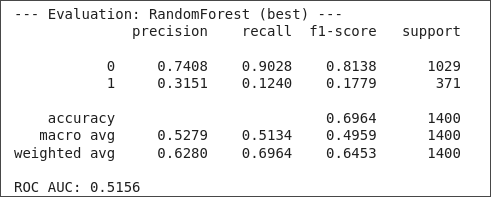 --- Evaluation: RandomForest (best) ---
              precision    recall  f1-score   support

           0     0.7408    0.9028    0.8138      1029
           1     0.3151    0.1240    0.1779       371

    accuracy                         0.6964      1400
   macro avg     0.5279    0.5134    0.4959      1400
weighted avg     0.6280    0.6964    0.6453      1400

ROC AUC: 0.5156